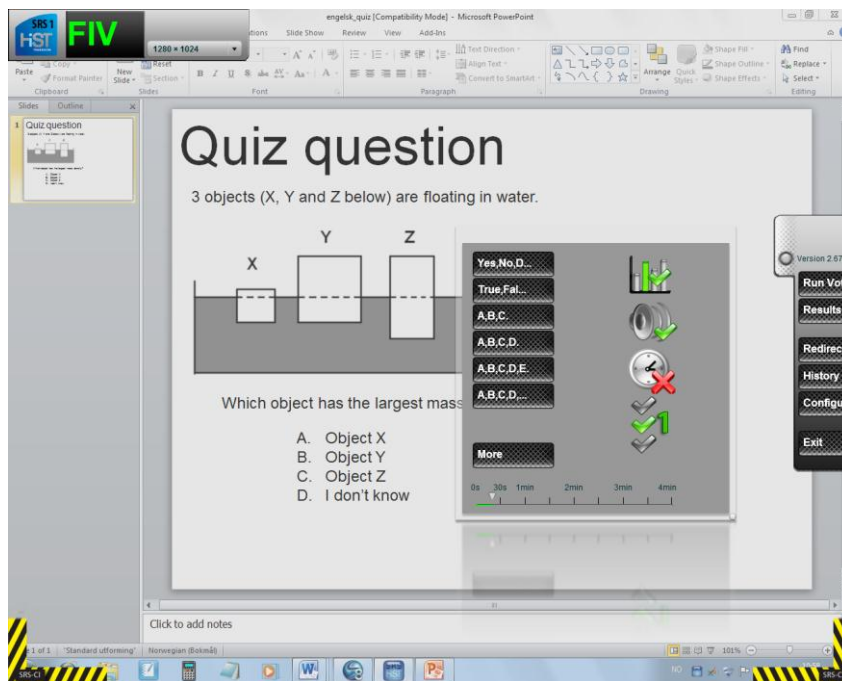 engelsk_quiz [Compatibility Mode] - Microsoft PowerPoint
SRS 1
HiST
FIV
1280 × 1024
Slide Show
Review
View
Add-Ins
Paste
Copy
Format Painter
Clipboard
New
Slide
Reset
Section
Slides
Font
Text Direction
Align Text
Convert to SmartArt
Paragraph
Arrange
Quick
Styles
Shape Fill
Shape Outline
Shape Effects
Drawing
Find
Replace
Select
Editing
Slides
Outline
1
Quiz question
Quiz question
3 objects (X, Y and Z below) are floating in water.
X
Y
Z
Which object has the largest mass
A. Object X
B. Object Y
C. Object Z
D. I don't know
Yes,No,D...
True,Fal...
A,B,C.
A,B,C,D.
A,B,C,D,E.
A,B,C,D,...
More
1
0s 30s 1min 2min 3min 4min
Version 2.67
Run Vo
Results
Redirec
History
Configu
Exit
Click to add notes
1 of 1
"Standard utforming"
Norwegian (Bokmål)
101%
SRS-CI
NO
SRS-C